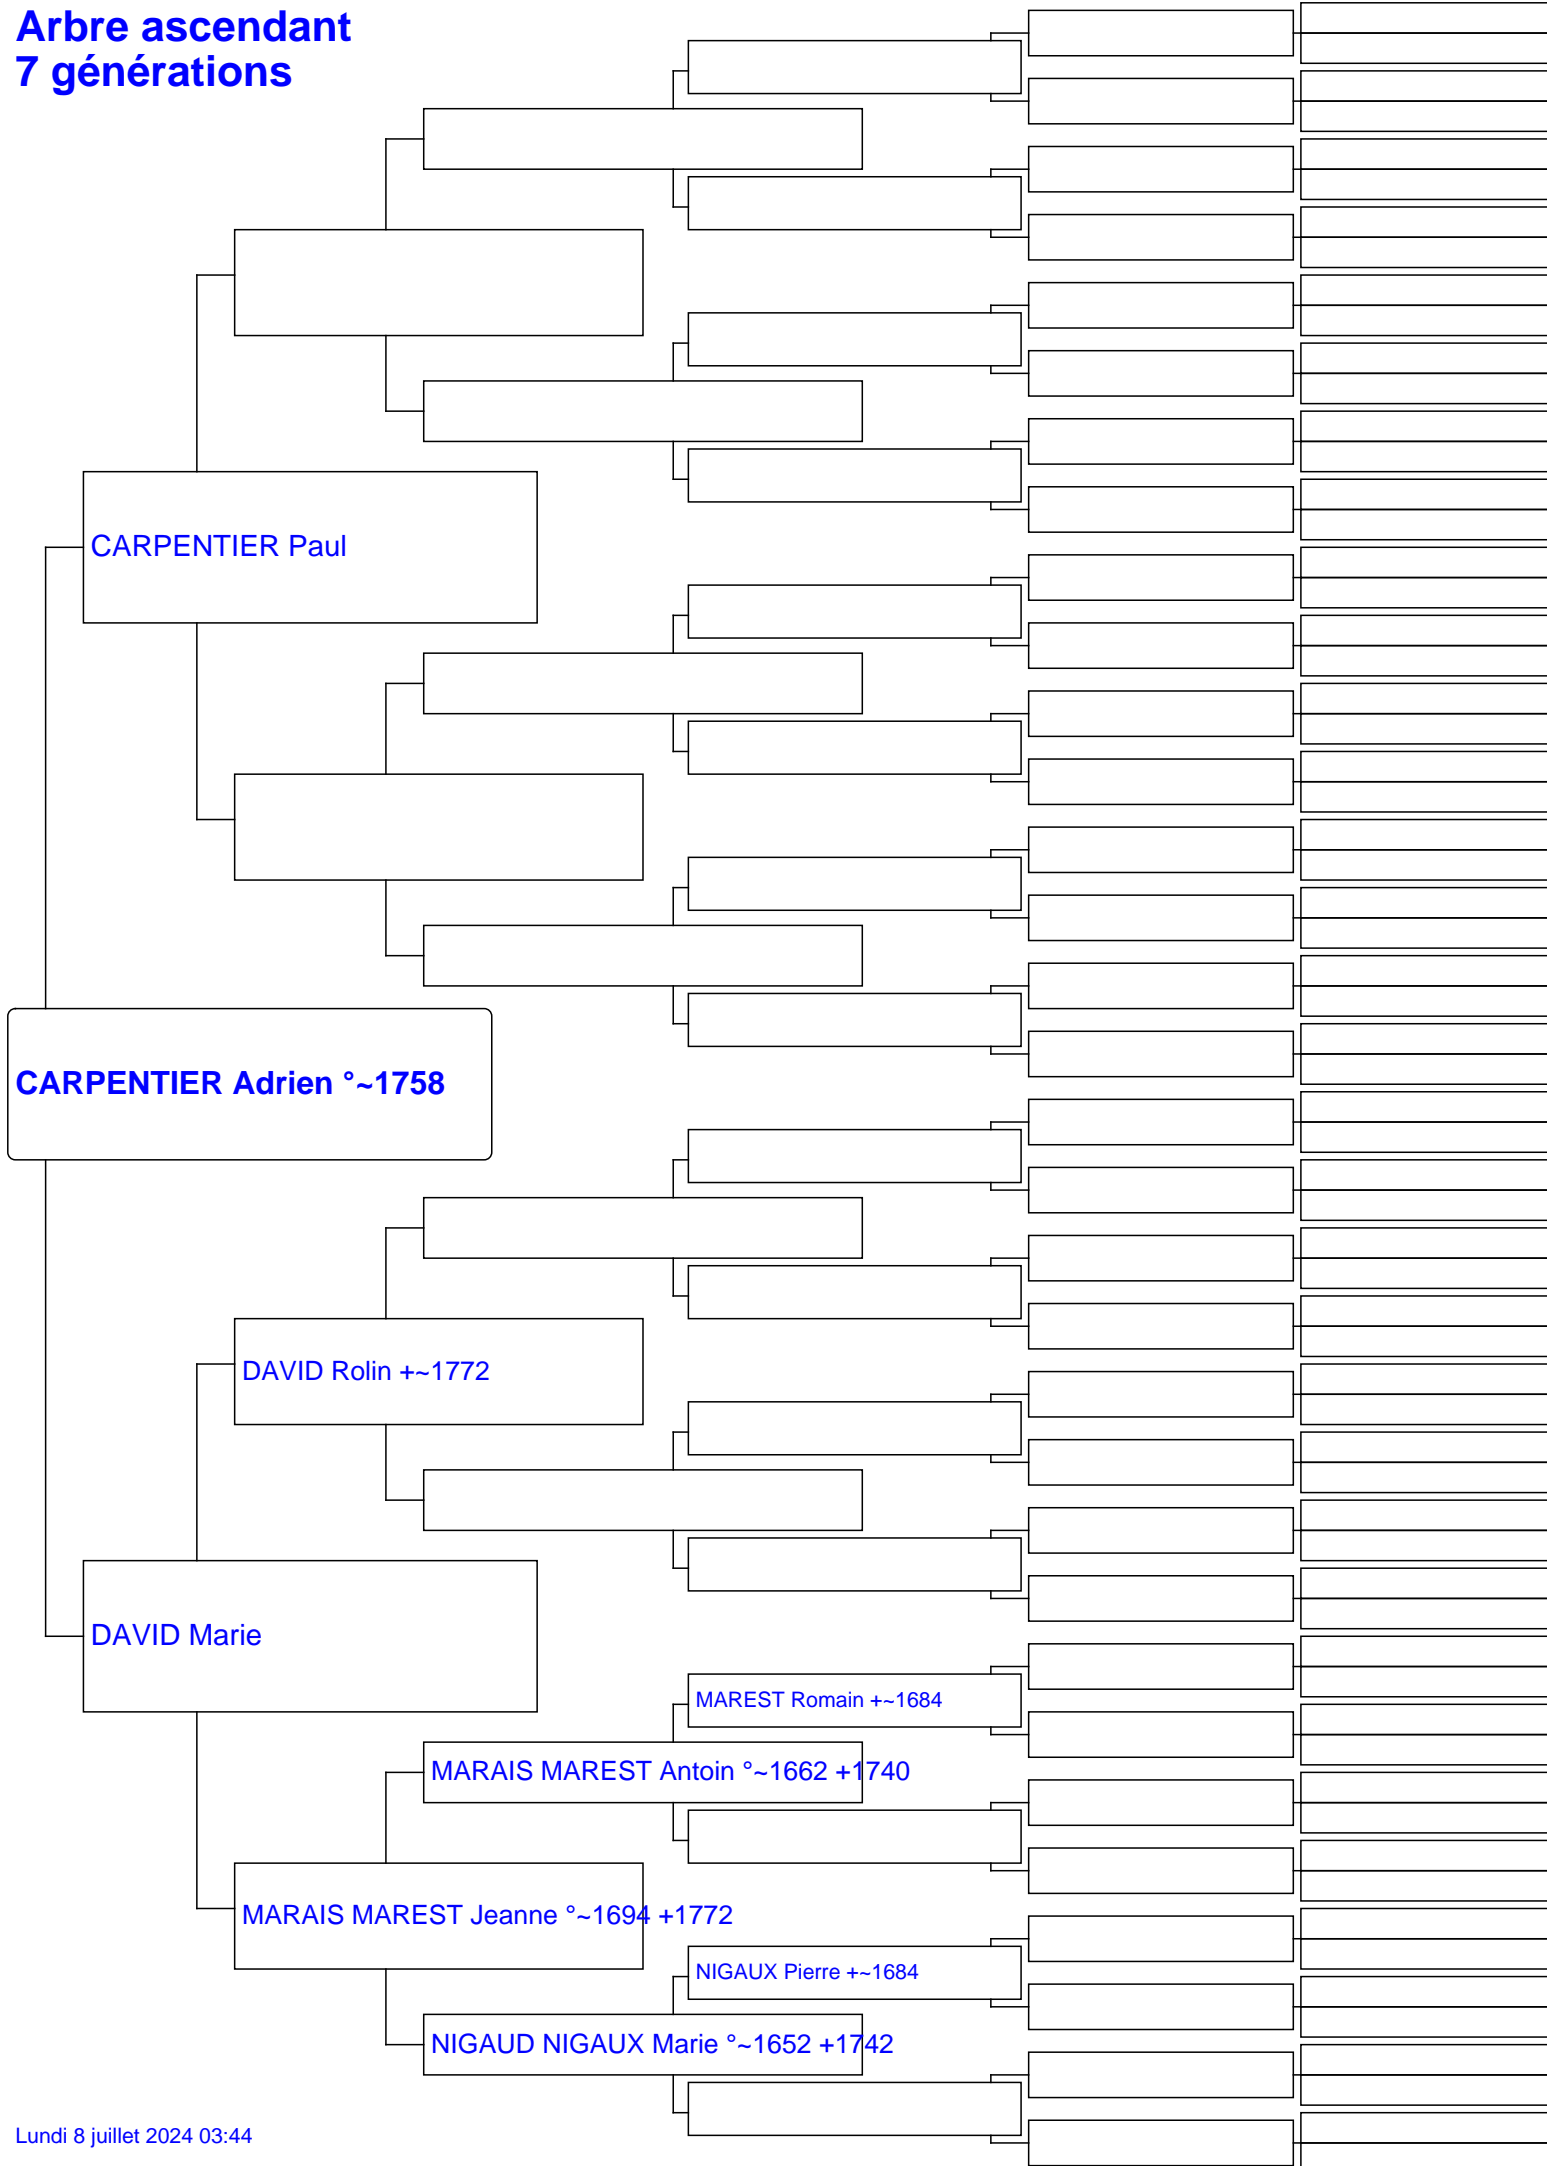 Arbre ascendant
7 générations
CARPENTIER Paul
CARPENTIER Adrien °~1758
DAVID Rolin +~1772
DAVID Marie
MAREST Romain +~1684
MARAIS MAREST Antoin °~1662 +1740
MARAIS MAREST Jeanne °~1694 +1772
NIGAUX Pierre +~1684
NIGAUD NIGAUX Marie °~1652 +1742
Lundi 8 juillet 2024 03:44